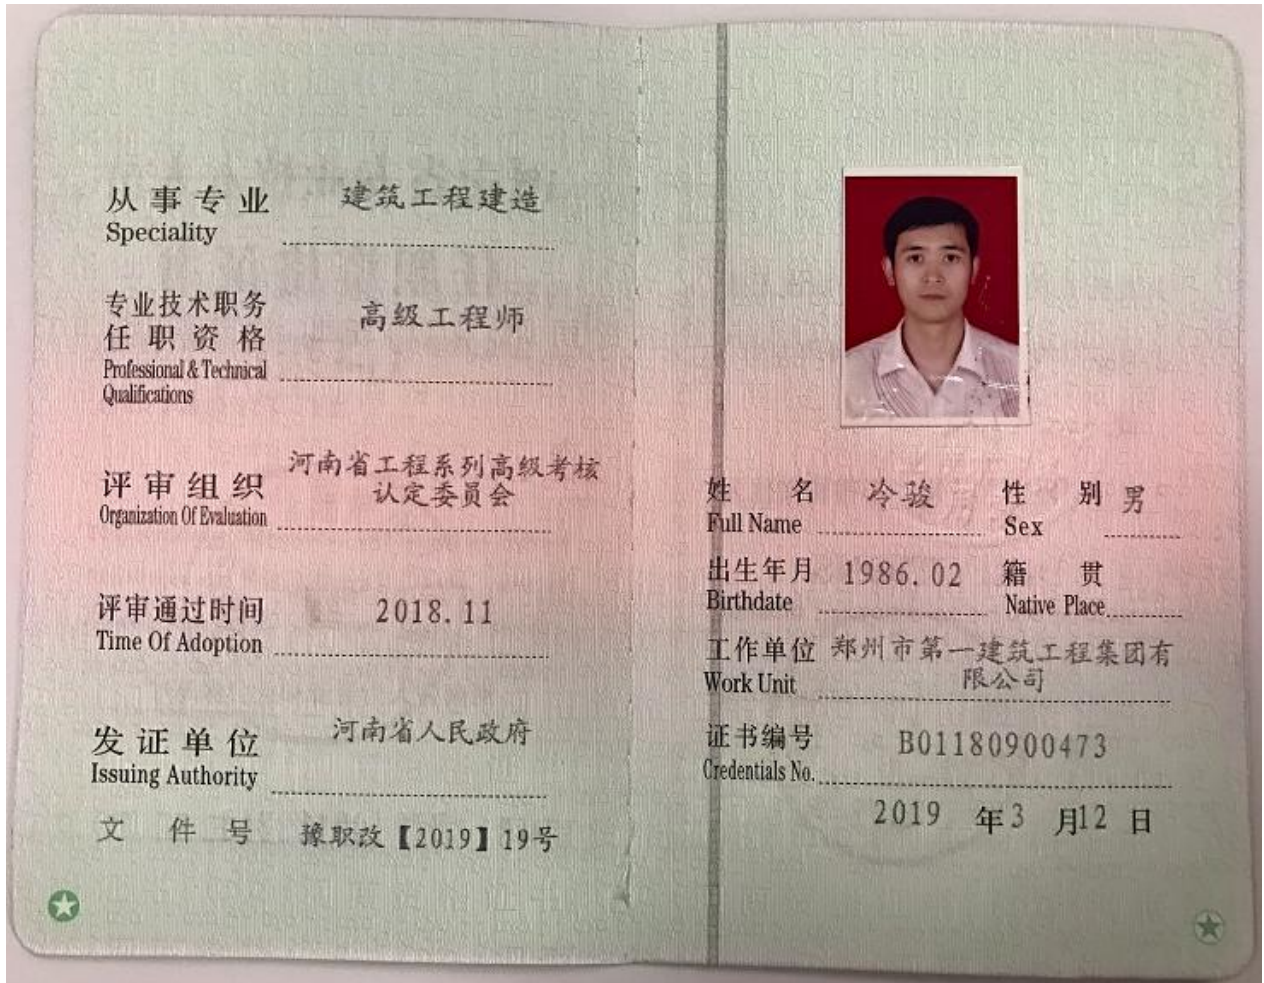 从事专业 建筑工程建造
Speciality
专业技术职务
任职资格 高级工程师
Professional & Technical
Qualifications
评审组织 河南省工程系列高级考核
认定委员会
Organization Of Evaluation
评审通过时间 2018.11
Time Of Adoption
发证单位 河南省人民政府
Issuing Authority
文件号 豫职改【2019】19号
姓名 冷骏 性别 男
Full Name Sex
出生年月 1986.02 籍贯
Birthdate Native Place
工作单位 郑州市第一建筑工程集团有
限公司
Work Unit
证书编号 B01180900473
Credentials No.
2019 年3 月12 日